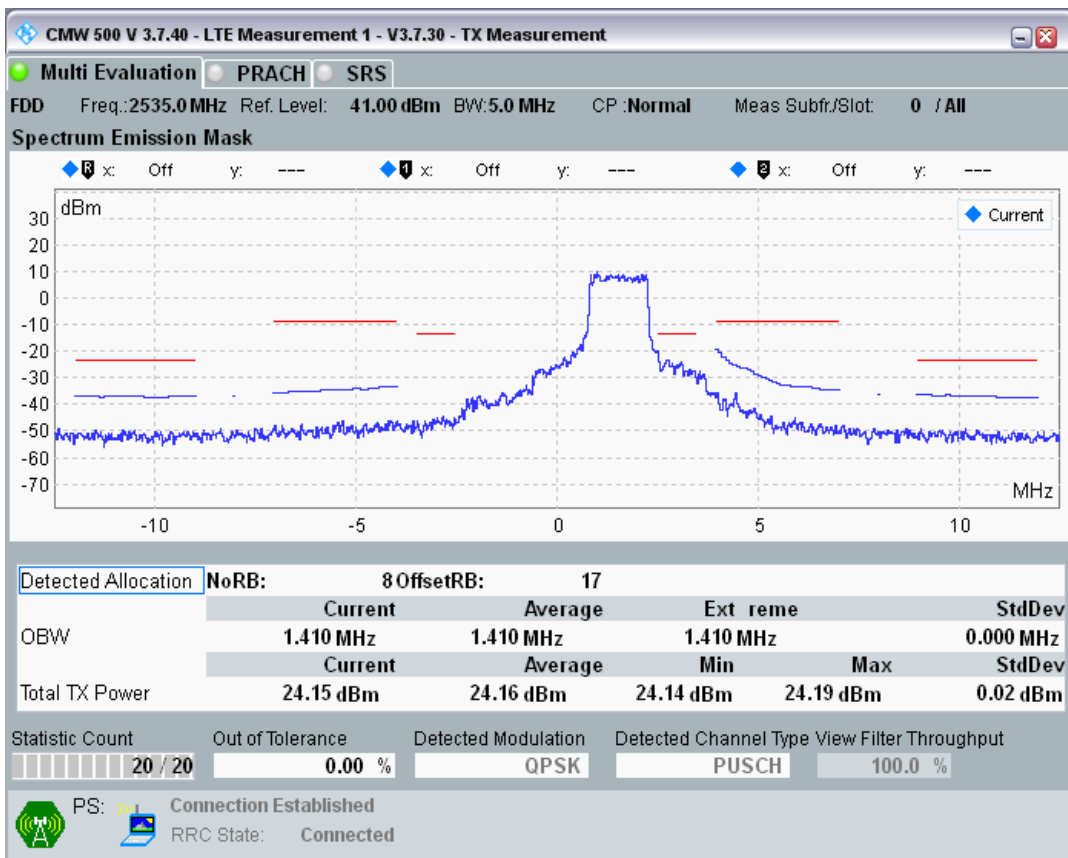 CMW 500 V 3.7.40 - LTE Measurement 1 - V3.7.30 - TX Measurement
Multi Evaluation PRACH SRS
FDD Freq.:2535.0 MHz Ref. Level: 41.00 dBm BW:5.0 MHz CP :Normal Meas Subfr./Slot: 0 / All
Spectrum Emission Mask
R x: Off y: --- 1 x: Off y: --- 2 x: Off y: ---
dBm
Current
30
20
10
0
-10
-20
-30
-40
-50
-60
-70
MHz
-10 -5 0 5 10
Detected Allocation NoRB: 8 OffsetRB: 17
Current Average Ext reme StdDev
OBW 1.410 MHz 1.410 MHz 1.410 MHz 0.000 MHz
Current Average Min Max StdDev
Total TX Power 24.15 dBm 24.16 dBm 24.14 dBm 24.19 dBm 0.02 dBm
Statistic Count Out of Tolerance Detected Modulation Detected Channel Type View Filter Throughput
20 / 20 0.00 % QPSK PUSCH 100.0 %
PS: Connection Established
RRC State: Connected